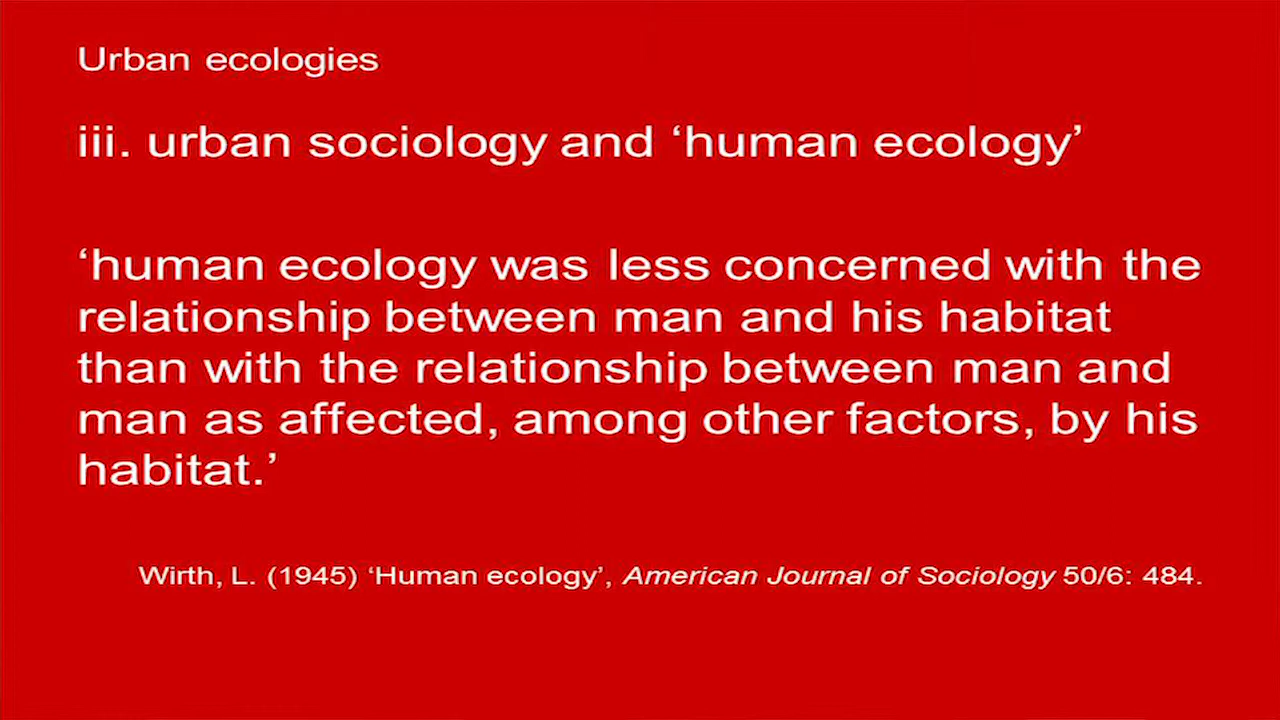 Urban ecologies
iii. urban sociology and ‘human ecology’
‘human ecology was less concerned with the
relationship between man and his habitat
than with the relationship between man and
man as affected, among other factors, by his
habitat.’
Wirth, L. (1945) ‘Human ecology’, American Journal of Sociology 50/6: 484.